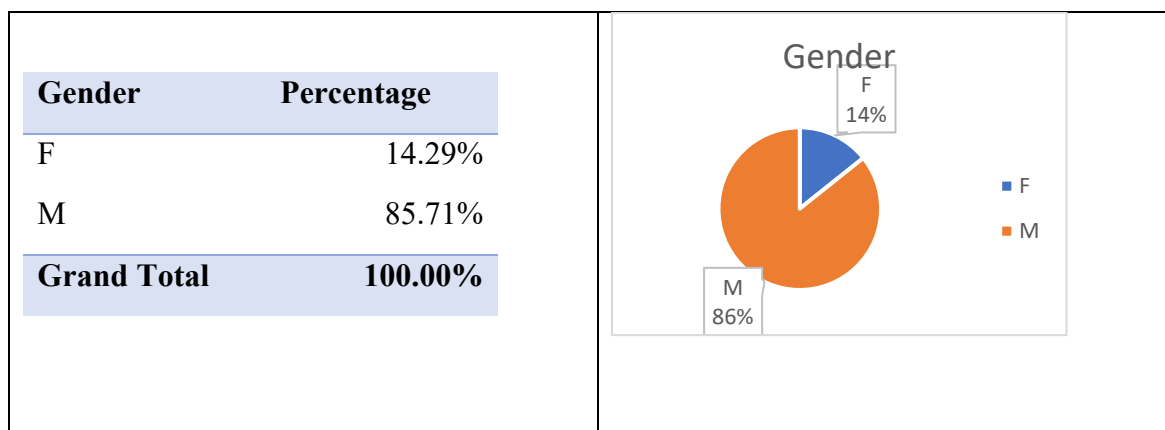 Gender Percentage
F 14.29%
M 85.71%
Grand Total 100.00%
Gender
F
14%
M
86%
F
M